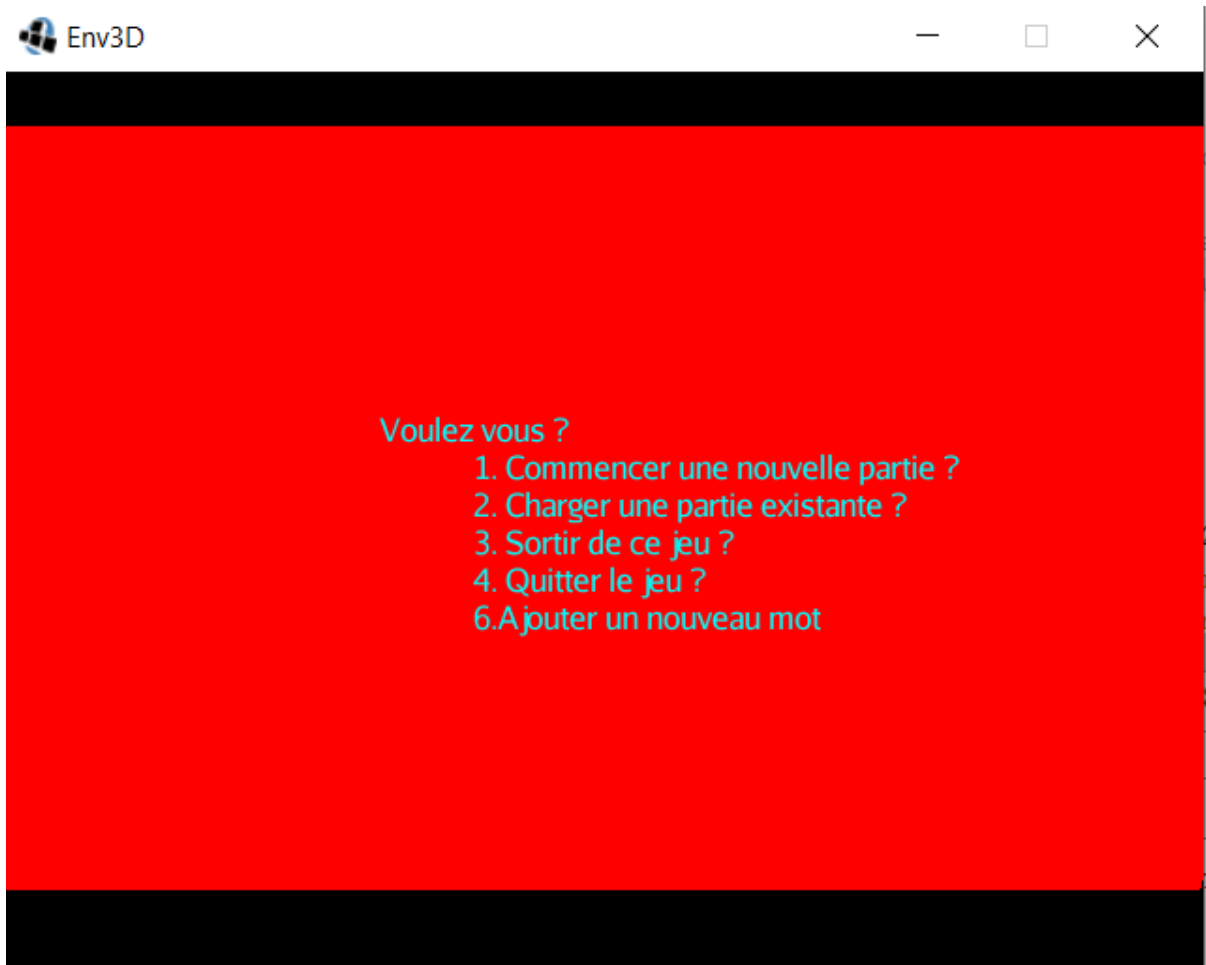 Env3D
Voulez vous ?
1. Commencer une nouvelle partie ?
2. Charger une partie existante ?
3. Sortir de ce jeu ?
4. Quitter le jeu ?
6.Ajouter un nouveau mot